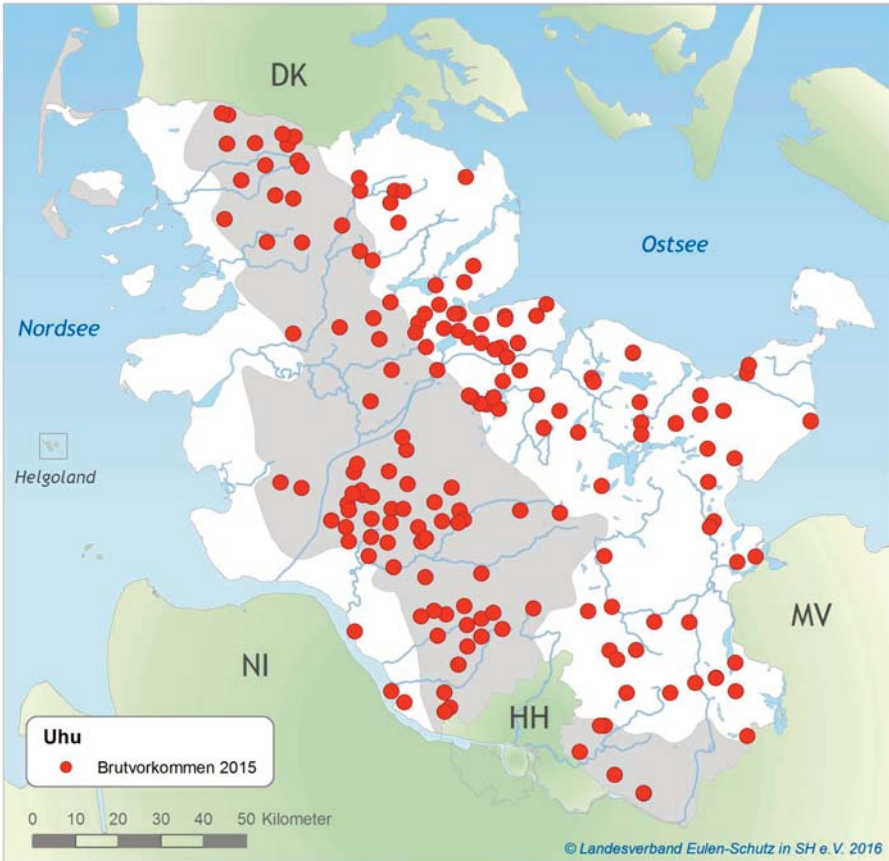 DK
Ostsee
Nordsee
Helgoland
MV
NI
HH
Uhu
Brutvorkommen 2015
0 10 20 30 40 50 Kilometer
© Landesverband Eulen-Schutz in SH e.V. 2016